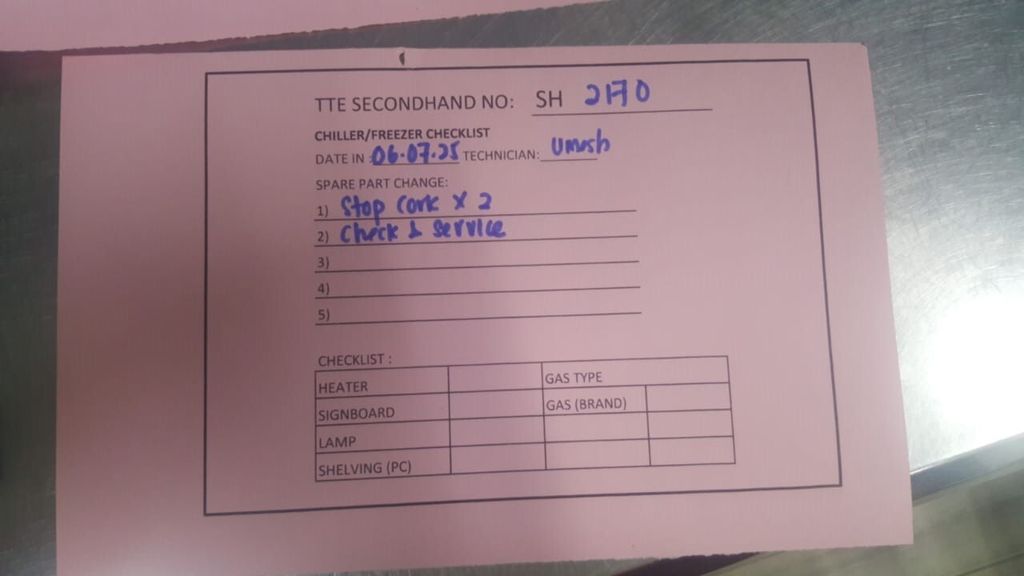 TTE SECONDHAND NO: SH 2170
CHILLER/FREEZER CHECKLIST
DATE IN : 06.07.25 TECHNICIAN: Umesh
SPARE PART CHANGE:
1) Stop cork x 2
2) Check & service
3)
4)
5)
CHECKLIST :
HEATER GAS TYPE
SIGNBOARD GAS (BRAND)
LAMP
SHELVING (PC)